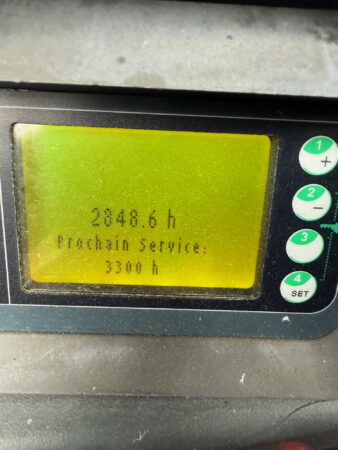 2848.6 h
Prochain Service:
3300 h
1
+
2
−
3
4
SET